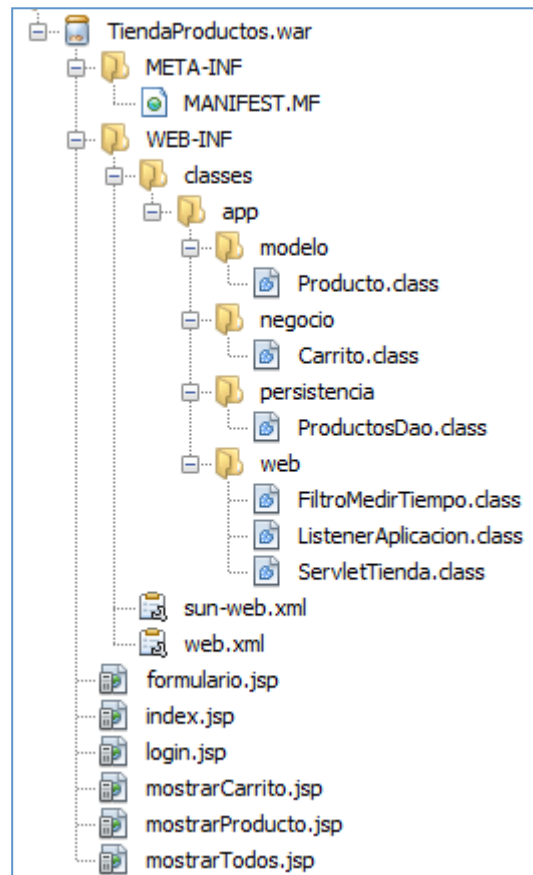 TiendaProductos.war
META-INF
MANIFEST.MF
WEB-INF
classes
app
modelo
Producto.class
negocio
Carrito.class
persistencia
ProductosDao.class
web
FiltroMedirTiempo.class
ListenerAplicacion.class
ServletTienda.class
sun-web.xml
web.xml
formulario.jsp
index.jsp
login.jsp
mostrarCarrito.jsp
mostrarProducto.jsp
mostrarTodos.jsp